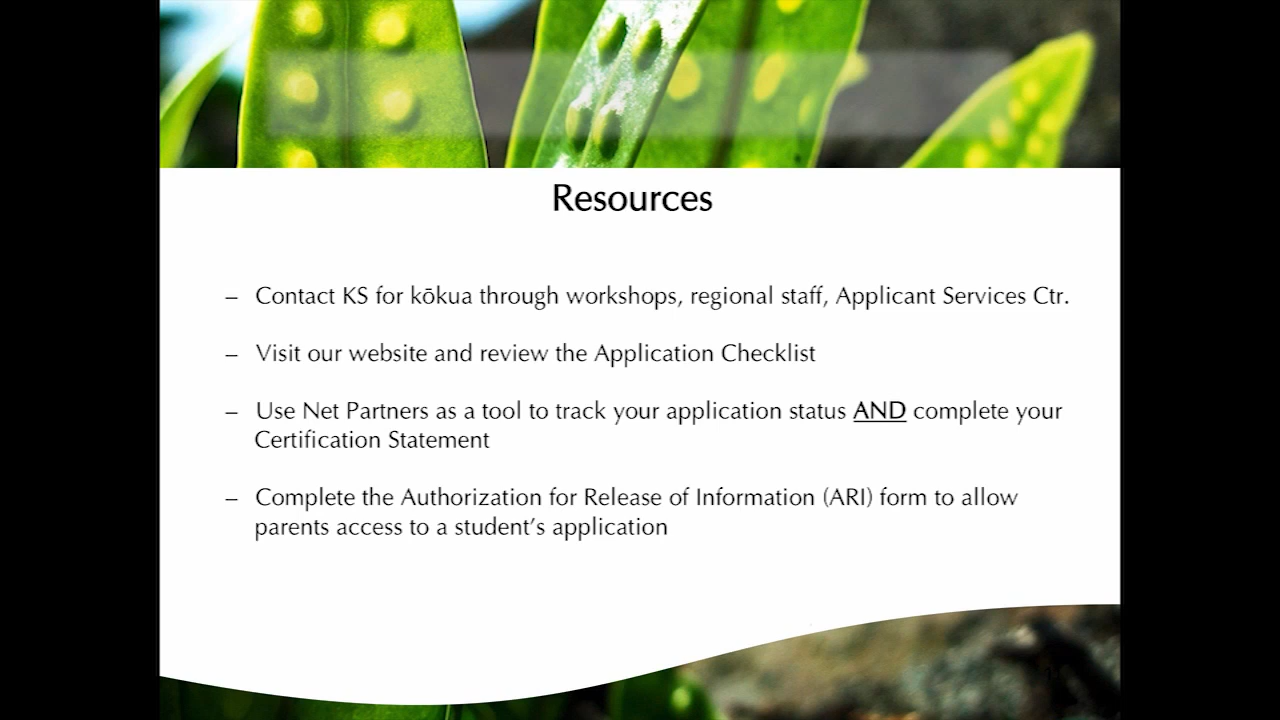 Resources
– Contact KS for kōkua through workshops, regional staff, Applicant Services Ctr.
– Visit our website and review the Application Checklist
– Use Net Partners as a tool to track your application status AND complete your
Certification Statement
– Complete the Authorization for Release of Information (ARI) form to allow
parents access to a student’s application